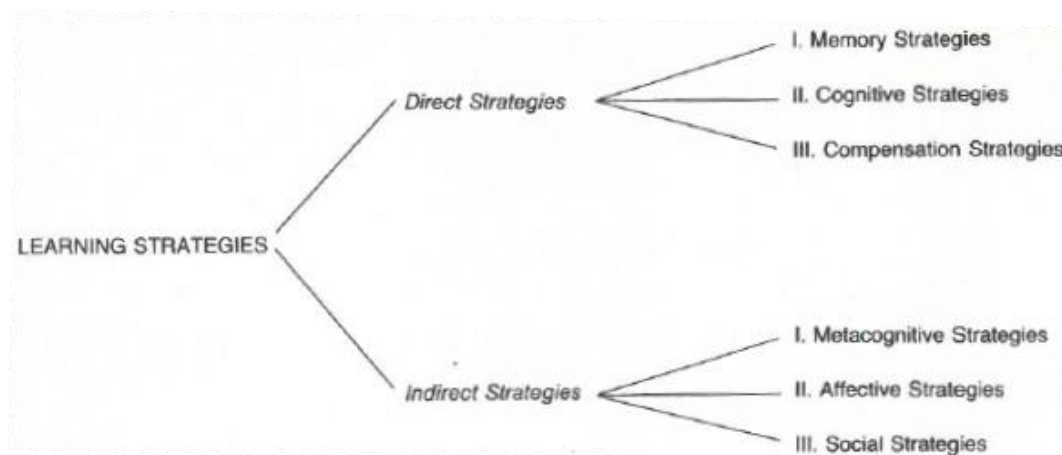 I. Memory Strategies
Direct Strategies
II. Cognitive Strategies
III. Compensation Strategies
LEARNING STRATEGIES
I. Metacognitive Strategies
Indirect Strategies
II. Affective Strategies
III. Social Strategies